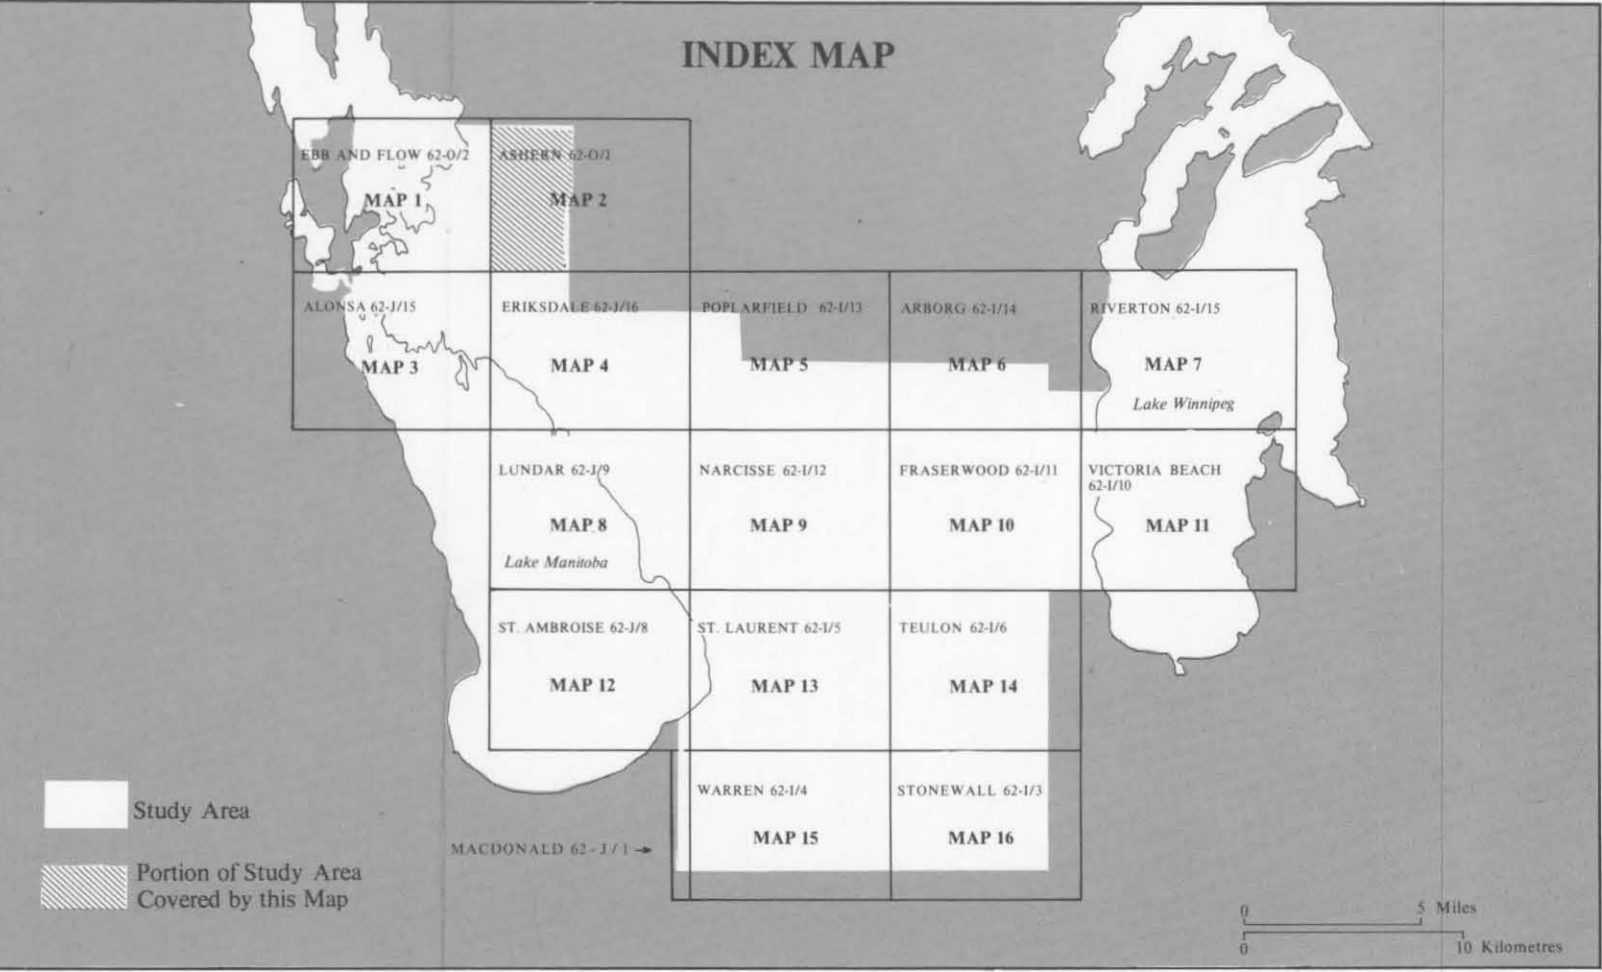 INDEX MAP
EBB AND FLOW 62-O/2
MAP 1
ASHERN 62-O/1
MAP 2
ALONSA 62-J/15
MAP 3
ERIKSDALE 62-J/16
MAP 4
POPLARFIELD 62-I/13
MAP 5
ARBORG 62-I/14
MAP 6
RIVERTON 62-I/15
MAP 7
Lake Winnipeg
LUNDAR 62-J/9
MAP 8
Lake Manitoba
NARCISSE 62-I/12
MAP 9
FRASERWOOD 62-I/11
MAP 10
VICTORIA BEACH
62-I/10
MAP 11
ST. AMBROISE 62-J/8
MAP 12
ST. LAURENT 62-I/5
MAP 13
TEULON 62-I/6
MAP 14
WARREN 62-I/4
MAP 15
STONEWALL 62-I/3
MAP 16
MACDONALD 62-J/1
Study Area
Portion of Study Area
Covered by this Map
0 5 Miles
0 10 Kilometres